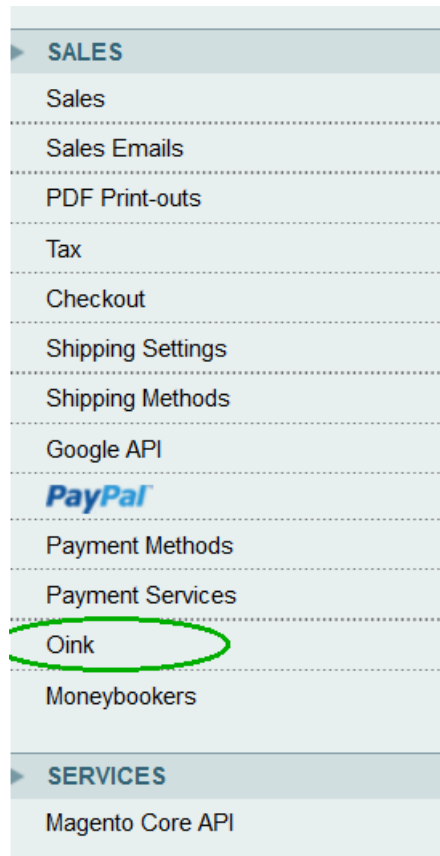 SALES
Sales
Sales Emails
PDF Print-outs
Tax
Checkout
Shipping Settings
Shipping Methods
Google API
PayPal
Payment Methods
Payment Services
Oink
Moneybookers
SERVICES
Magento Core API